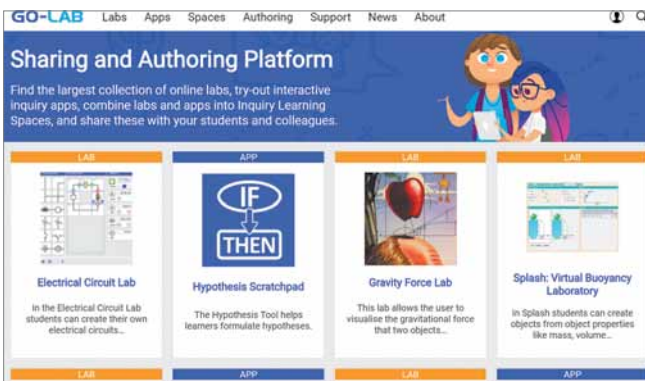 GO-LAB Labs Apps Spaces Authoring Support News About
Sharing and Authoring Platform
Find the largest collection of online labs, try-out interactive
inquiry apps, combine labs and apps into Inquiry Learning
Spaces, and share these with your students and colleagues.
LAB
Electrical Circuit Lab
In the Electrical Circuit Lab
students can create their own
electrical circuits...
APP
IF
THEN
Hypothesis Scratchpad
The Hypothesis Tool helps
learners formulate hypotheses.
LAB
Gravity Force Lab
This lab allows the user to
visualise the gravitational force
that two objects...
LAB
Splash: Virtual Buoyancy
Laboratory
In Splash students can create
objects from object properties
like mass, volume...
LAB APP LAB APP